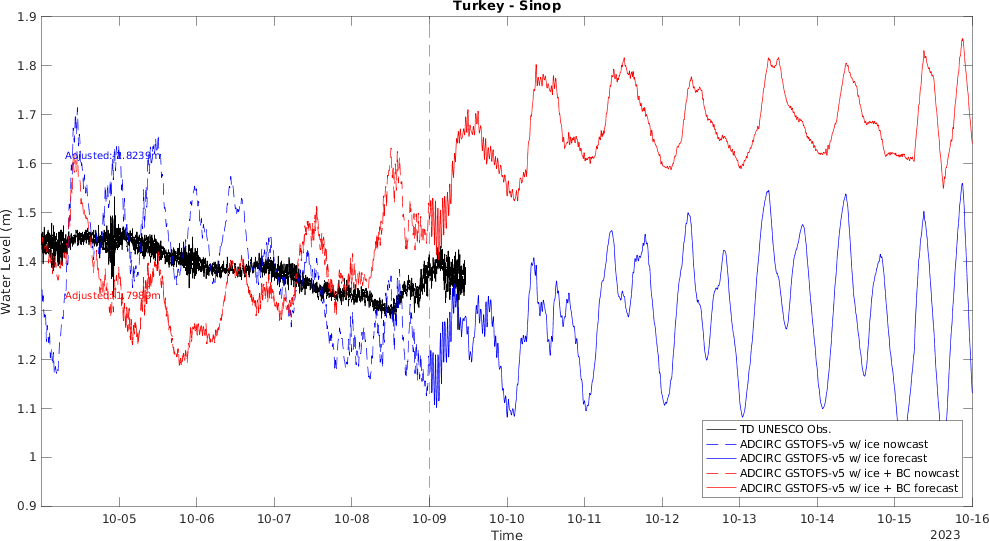 Turkey - Sinop
1.9
1.8
1.7
1.6
1.5
1.4
1.3
1.2
1.1
1
0.9
Water Level (m)
Adjusted:
Adjusted:
TD UNESCO Obs.
ADCIRC GSTOFS-v5 w/ ice nowcast
ADCIRC GSTOFS-v5 w/ ice forecast
ADCIRC GSTOFS-v5 w/ ice + BC nowcast
ADCIRC GSTOFS-v5 w/ ice + BC forecast
10-05 10-06 10-07 10-08 10-09 10-10 10-11 10-12 10-13 10-14 10-15 10-16
Time
2023